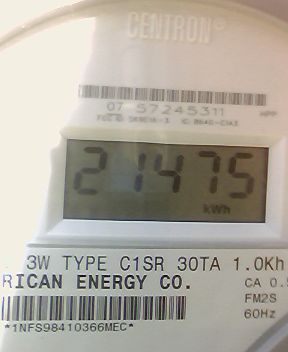 CENTRON®
07 57245311
21475
kWh
3W TYPE C1SR 30TA 1.0Kh
RICAN ENERGY CO. CA 0.
FM2S
*1NFS98410366MEC* 60Hz